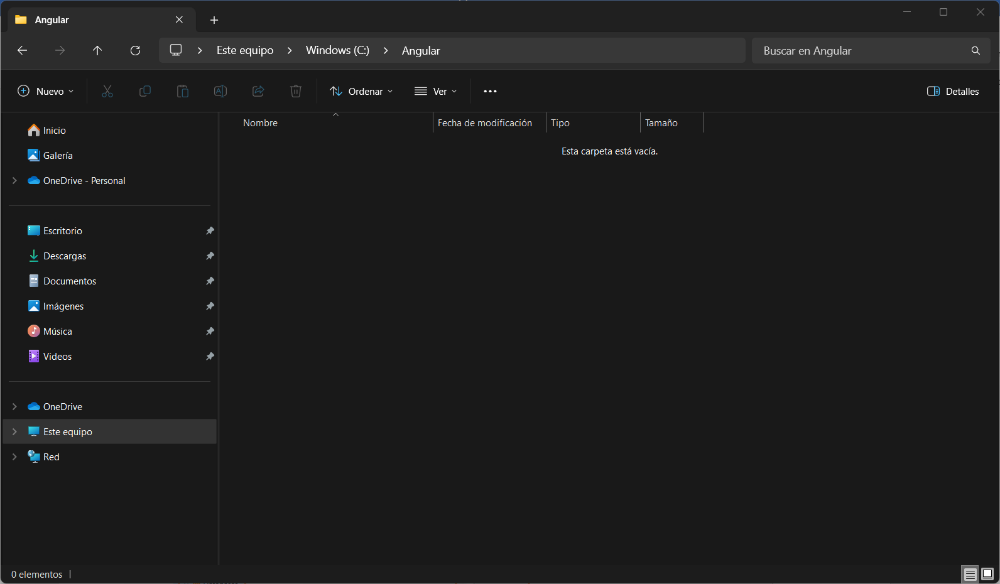 Angular
Este equipo Windows (C:) Angular
Buscar en Angular
Nuevo Ordenar Ver Detalles
Nombre Fecha de modificación Tipo Tamaño
Esta carpeta está vacía.
Inicio
Galería
OneDrive - Personal
Escritorio
Descargas
Documentos
Imágenes
Música
Videos
OneDrive
Este equipo
Red
0 elementos